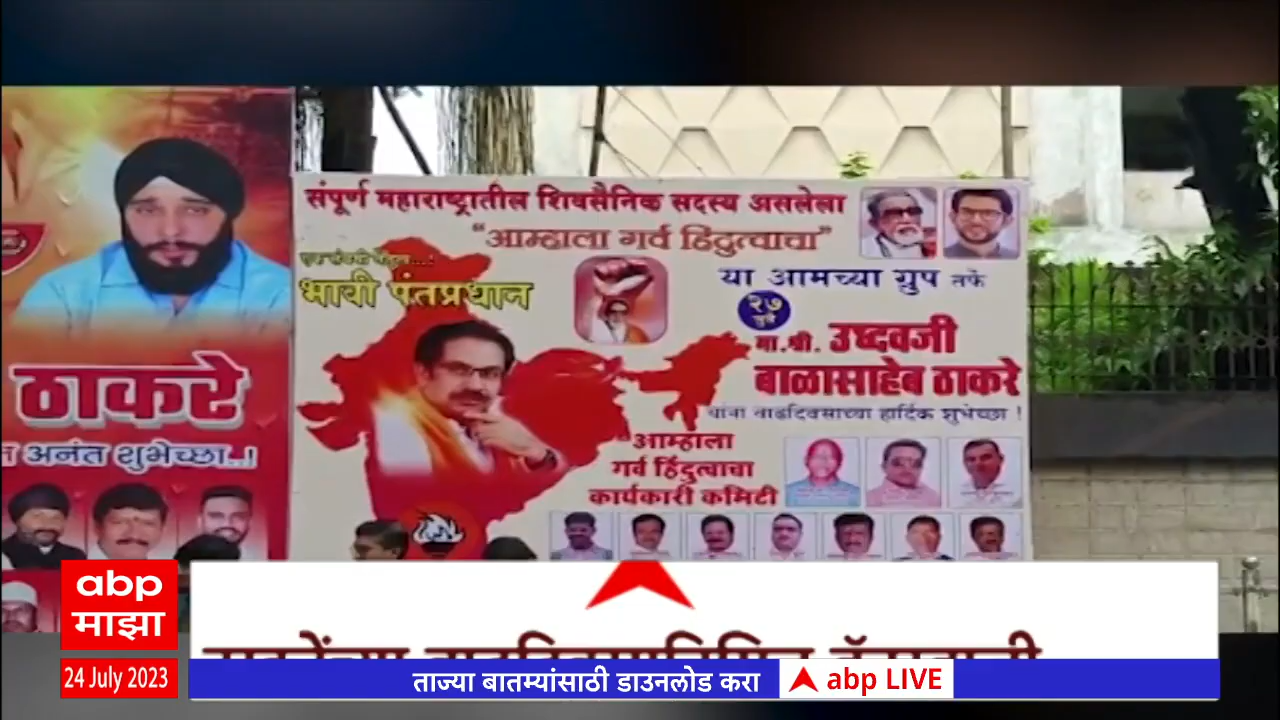 संपूर्ण महाराष्ट्रातील शिवसैनिक सदस्य असलेला
"आम्हाला गर्व हिंदुत्वाचा"
भावी पंतप्रधान
या आमच्या ग्रुप तर्फे
२७
जुलै
मा.श्री. उध्दवजी
बाळासाहेब ठाकरे
यांना वाढदिवसाच्या हार्दिक शुभेच्छा !
"आम्हाला
गर्व हिंदुत्वाचा
कार्यकारी कमिटी
ठाकरे
अनंत शुभेच्छा..!
abp
माझा
24 July 2023
ताज्या बातम्यांसाठी डाउनलोड करा
abp LIVE